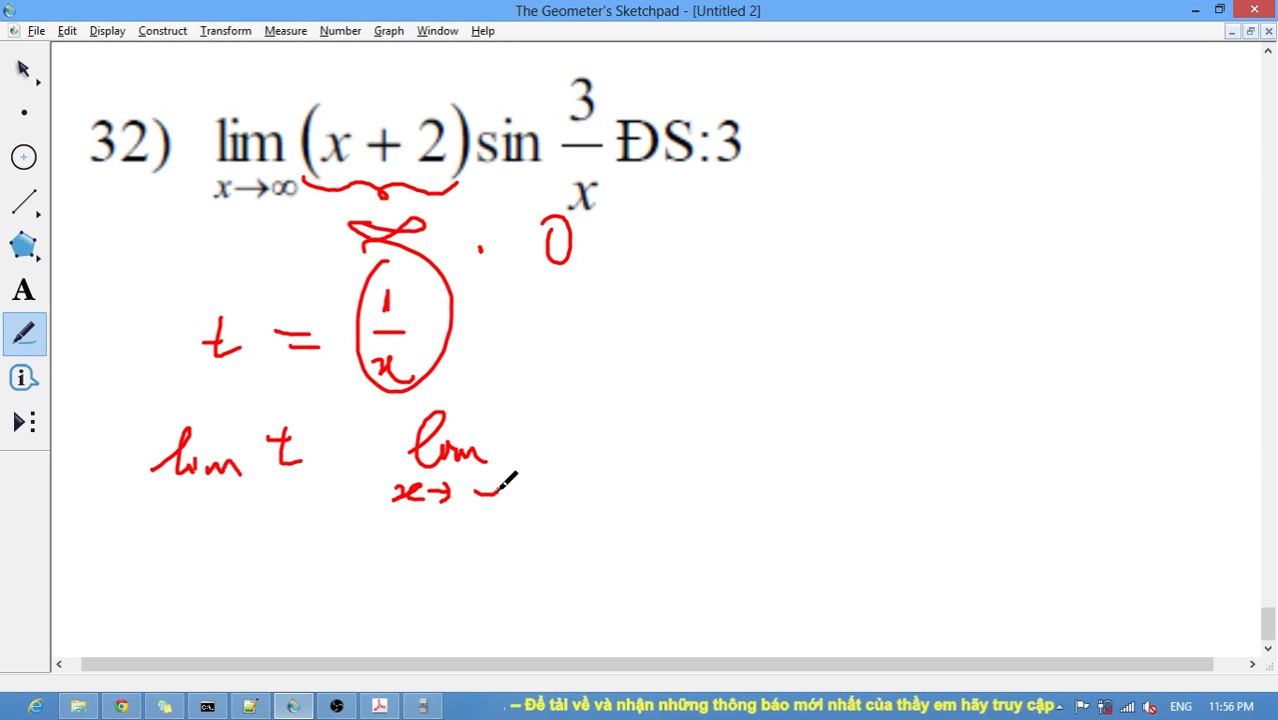 The Geometer's Sketchpad - [Untitled 2]
File Edit Display Construct Transform Measure Number Graph Window Help
32) lim x→∞ (x + 2) sin 3/x ĐS:3
∞ . 0
t = 1/x
lim t lim
x→
A
– Để tải về và nhận những thông báo mới nhất của thầy em hãy truy cập ENG 11:56 PM